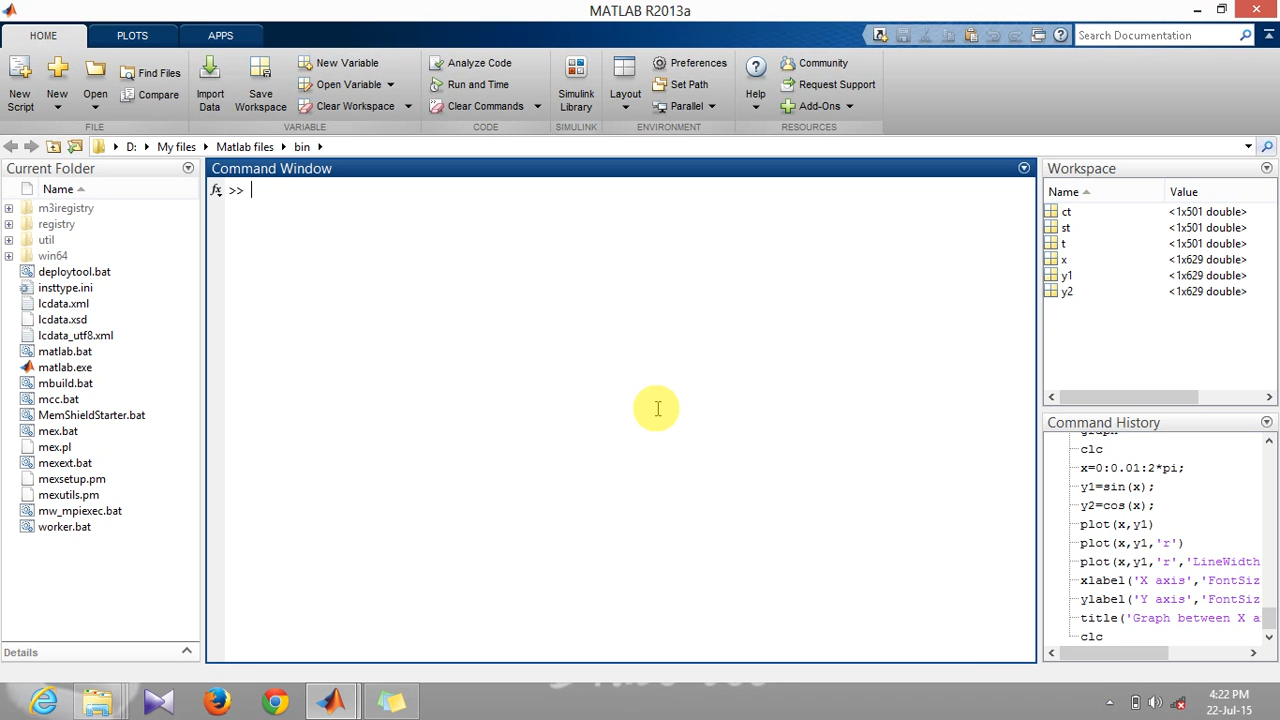 MATLAB R2013a
HOME PLOTS APPS
Search Documentation
New Script
New
Open
Find Files
Compare
FILE
Import Data
Save Workspace
New Variable
Open Variable
Clear Workspace
VARIABLE
Analyze Code
Run and Time
Clear Commands
CODE
Simulink Library
SIMULINK
Layout
Preferences
Set Path
Parallel
ENVIRONMENT
Help
Community
Request Support
Add-Ons
RESOURCES
D: My files Matlab files bin
Current Folder
Name
m3iregistry
registry
util
win64
deploytool.bat
insttype.ini
lcdata.xml
lcdata.xsd
lcdata_utf8.xml
matlab.bat
matlab.exe
mbuild.bat
mcc.bat
MemShieldStarter.bat
mex.bat
mex.pl
mexext.bat
mexsetup.pm
mexutils.pm
mw_mpiexec.bat
worker.bat
Details
Command Window
fx >>
Workspace
Name Value
ct <1x501 double>
st <1x501 double>
t <1x501 double>
x <1x629 double>
y1 <1x629 double>
y2 <1x629 double>
Command History
graph
clc
x=0:0.01:2*pi;
y1=sin(x);
y2=cos(x);
plot(x,y1)
plot(x,y1,'r')
plot(x,y1,'r','LineWidth
xlabel('X axis','FontSiz
ylabel('Y axis','FontSiz
title('Graph between X a
clc
4:22 PM
22-Jul-15